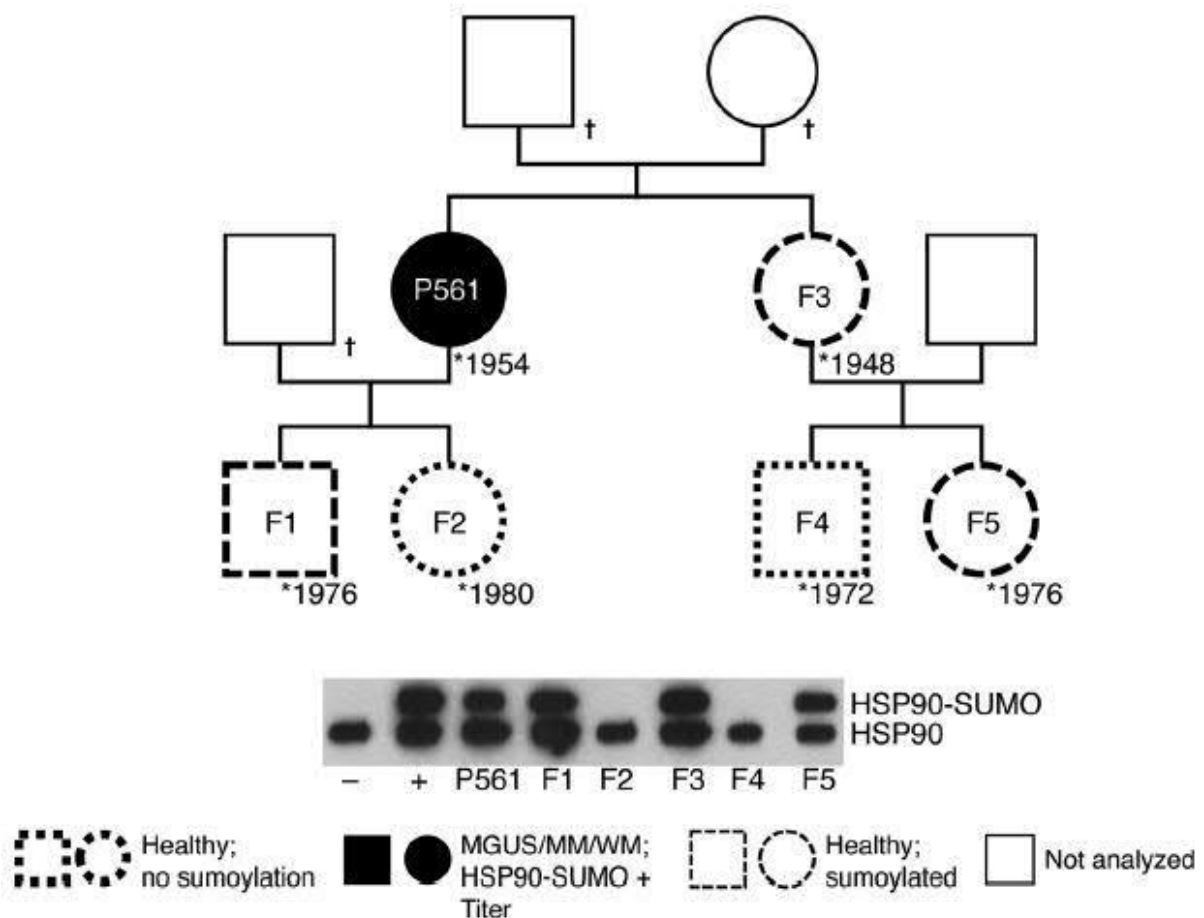 † †
P561 F3
† *1954 *1948
F1 F2 F4 F5
*1976 *1980 *1972 *1976
HSP90-SUMO
HSP90
– + P561 F1 F2 F3 F4 F5
Healthy;
no sumoylation
MGUS/MM/WM;
HSP90-SUMO +
Titer
Healthy;
sumoylated
Not analyzed